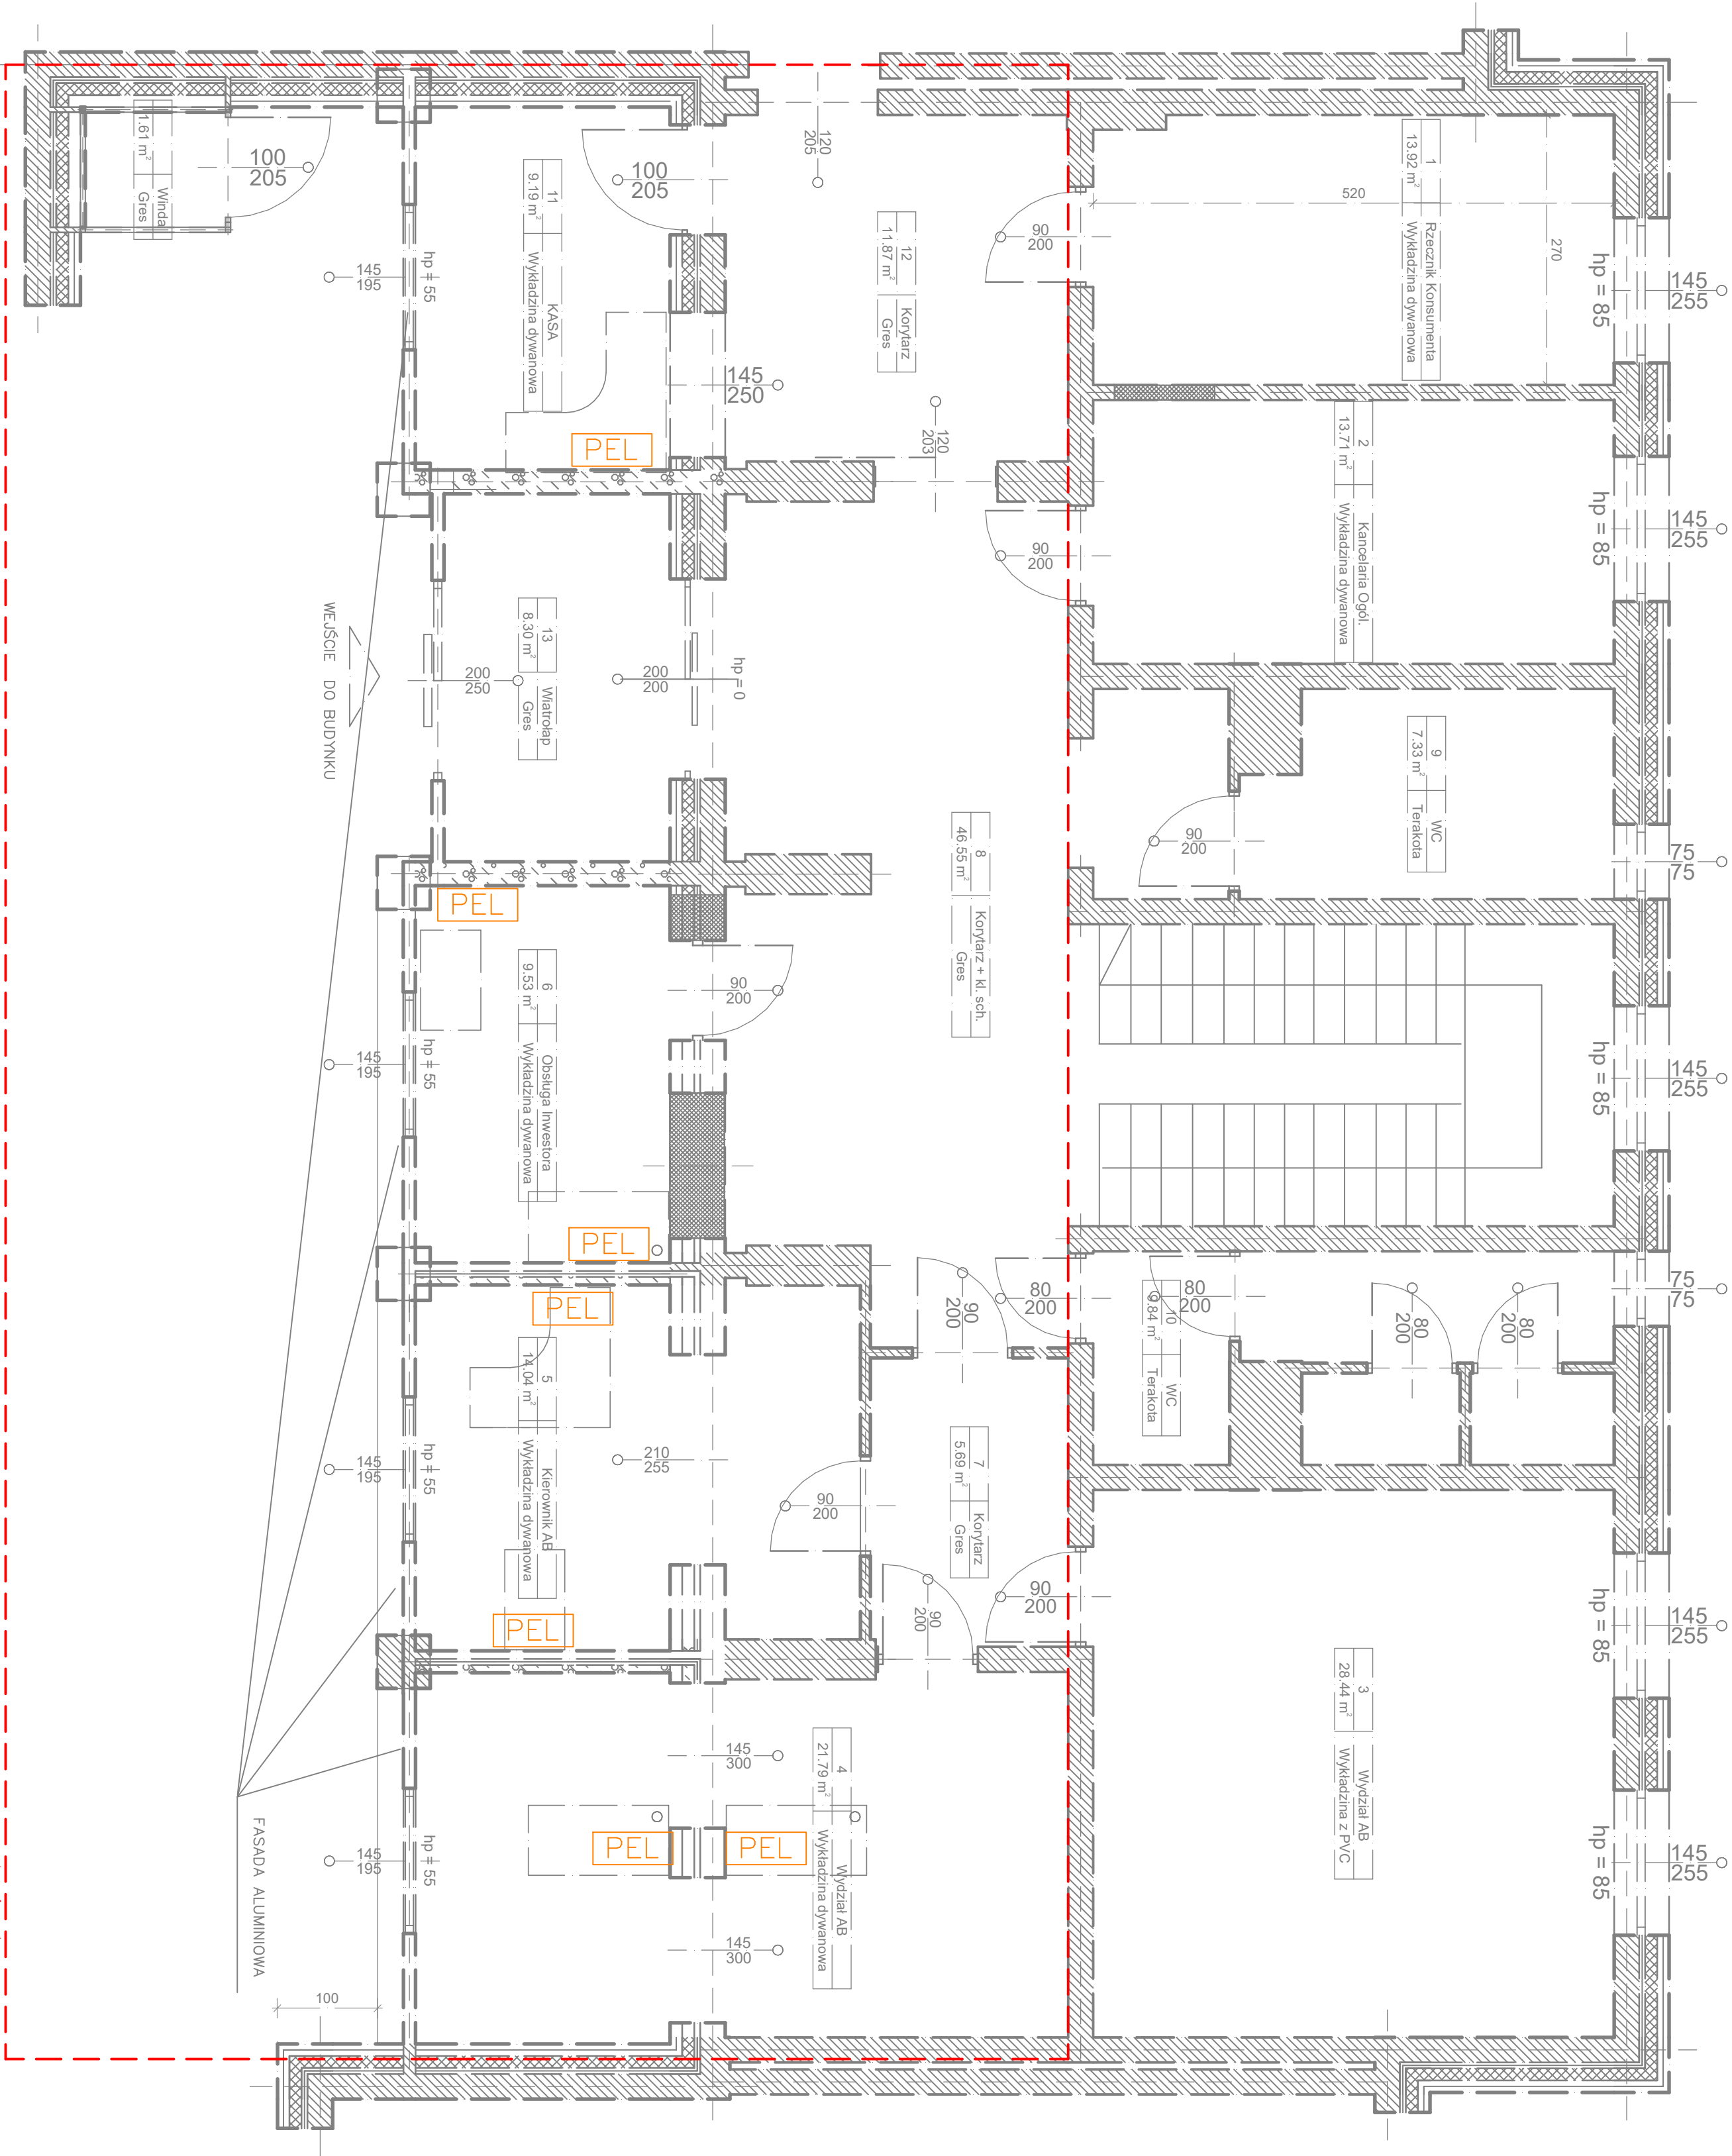 1 Rzecznik Konsumenta
13.92 m² Wykładzina dywanowa
520
270
hp = 85
145
255
2 Kancelaria Ogól.
13.71 m² Wykładzina dywanowa
hp = 85
145
255
9 WC
7.33 m² Terakota
75
75
90
200
hp = 85
145
255
10 WC
9.84 m² Terakota
75
75
80
200
80
200
80
200
80
200
3 Wydział AB
28.44 m² Wykładzina z PVC
hp = 85
145
255
hp = 85
145
255
Winda
1.61 m² Gres
100
205
11 KASA
9.19 m² Wykładzina dywanowa
100
205
120
205
12 Korytarz
11.87 m² Gres
90
200
145
250
120
203
90
200
hp = 55
145
195
PEL
13 Wiatrołap
8.30 m² Gres
200
250
200
200
hp = 0
WEJŚCIE DO BUDYNKU
8 Korytarz + kl. sch.
46.55 m² Gres
PEL
6 Obsługa Inwestora
9.53 m² Wykładzina dywanowa
90
200
hp = 55
145
195
PEL
PEL
5 Kierownik AB
14.04 m² Wykładzina dywanowa
210
255
90
200
hp = 55
145
195
PEL
7 Korytarz
5.69 m² Gres
90
200
90
200
90
200
4 Wydział AB
21.79 m² Wykładzina dywanowa
145
300
145
300
PEL
PEL
hp = 55
145
195
FASADA ALUMINIOWA
100